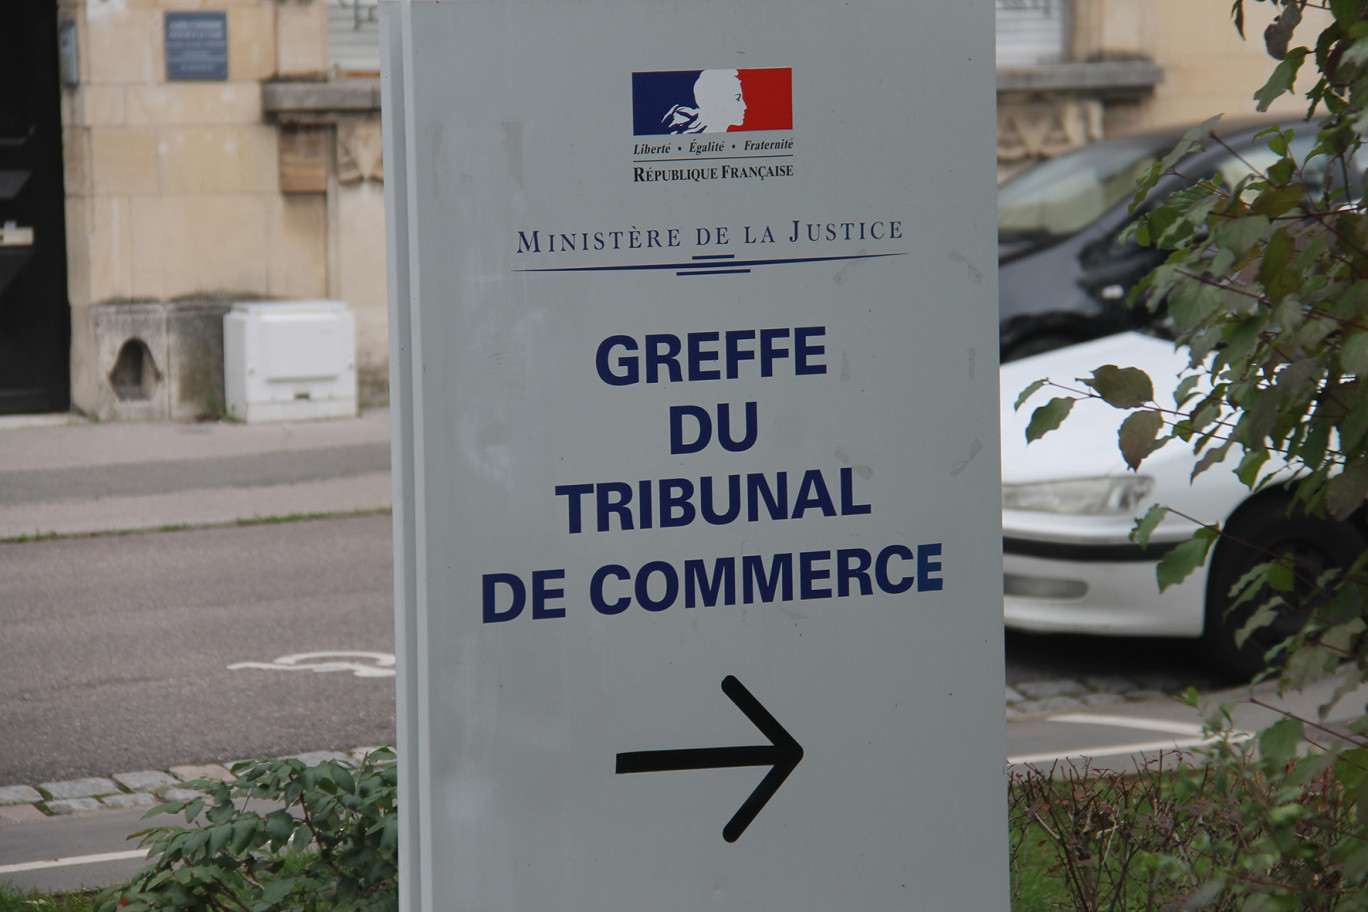 Liberté • Égalité • Fraternité
RÉPUBLIQUE FRANÇAISE
MINISTÈRE DE LA JUSTICE
GREFFE
DU
TRIBUNAL
DE COMMERCE